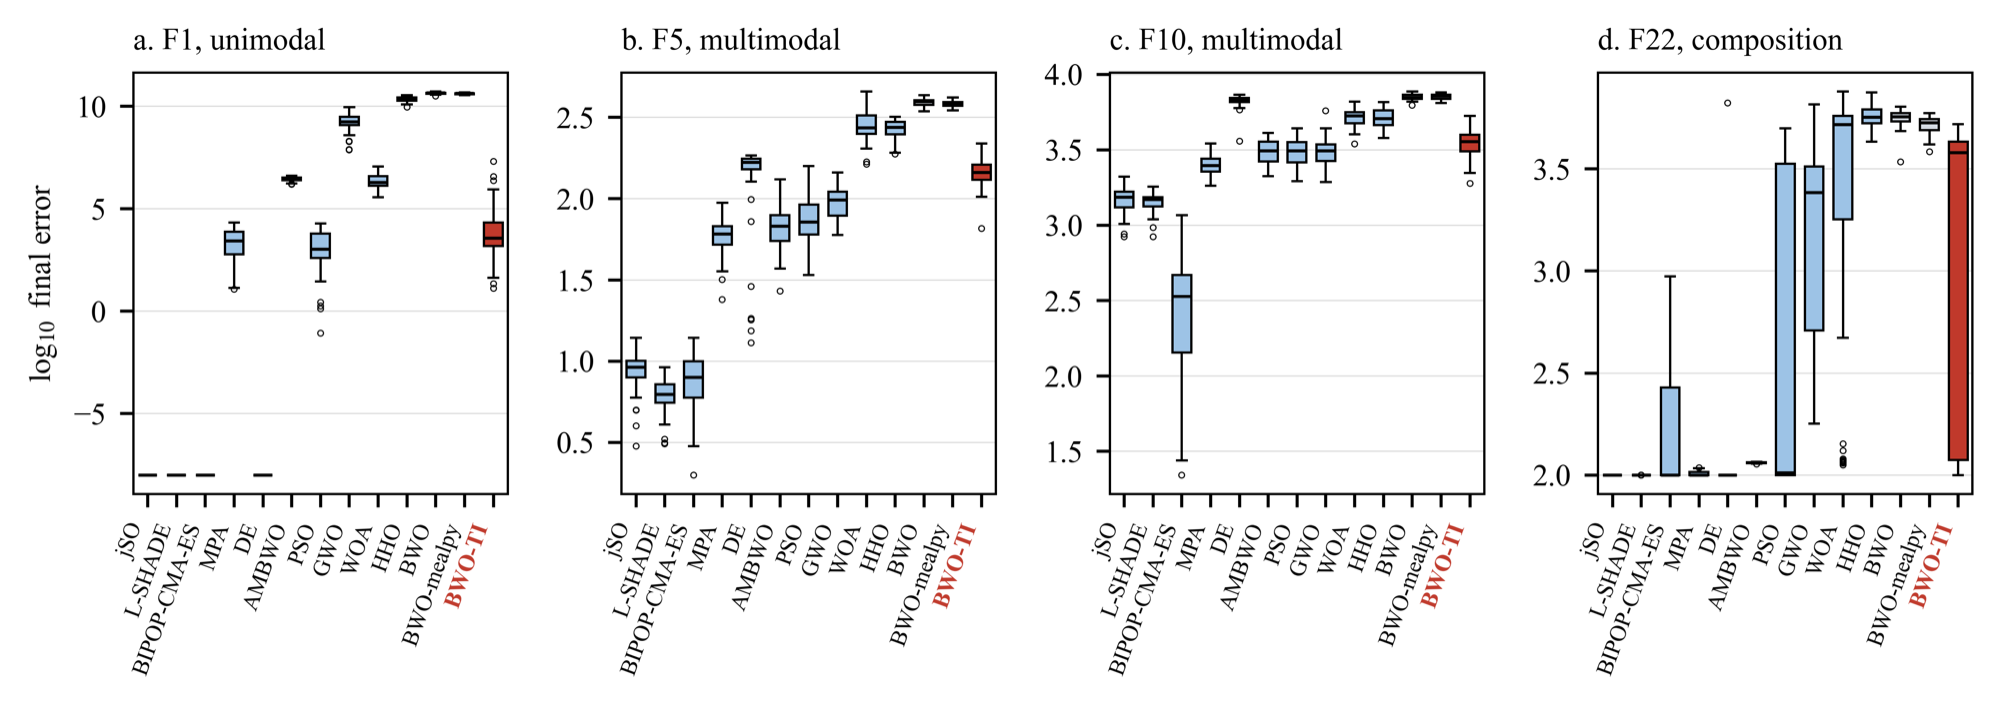 a. F1, unimodal
log10 final error
10
5
0
−5
jSO
L-SHADE
BIPOP-CMA-ES
MPA
DE
AMBWO
PSO
GWO
WOA
HHO
BWO
BWO-mealpy
BWO-TI
b. F5, multimodal
2.5
2.0
1.5
1.0
0.5
jSO
L-SHADE
BIPOP-CMA-ES
MPA
DE
AMBWO
PSO
GWO
WOA
HHO
BWO
BWO-mealpy
BWO-TI
c. F10, multimodal
4.0
3.5
3.0
2.5
2.0
1.5
jSO
L-SHADE
BIPOP-CMA-ES
MPA
DE
AMBWO
PSO
GWO
WOA
HHO
BWO
BWO-mealpy
BWO-TI
d. F22, composition
3.5
3.0
2.5
2.0
jSO
L-SHADE
BIPOP-CMA-ES
MPA
DE
AMBWO
PSO
GWO
WOA
HHO
BWO
BWO-mealpy
BWO-TI